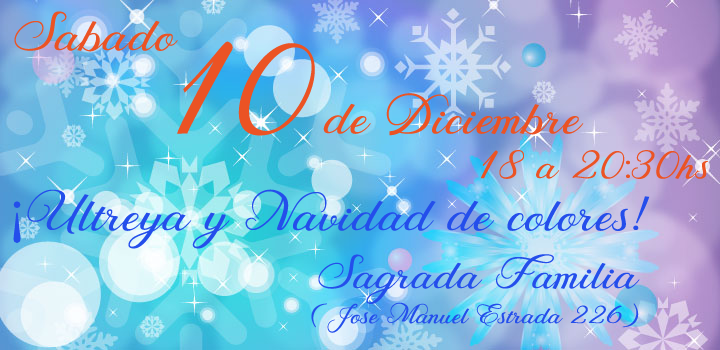 Sabado
10 de Diciembre
18 a 20:30hs
¡Ultreya y Navidad de colores!
Sagrada Familia
( Jose Manuel Estrada 226 )